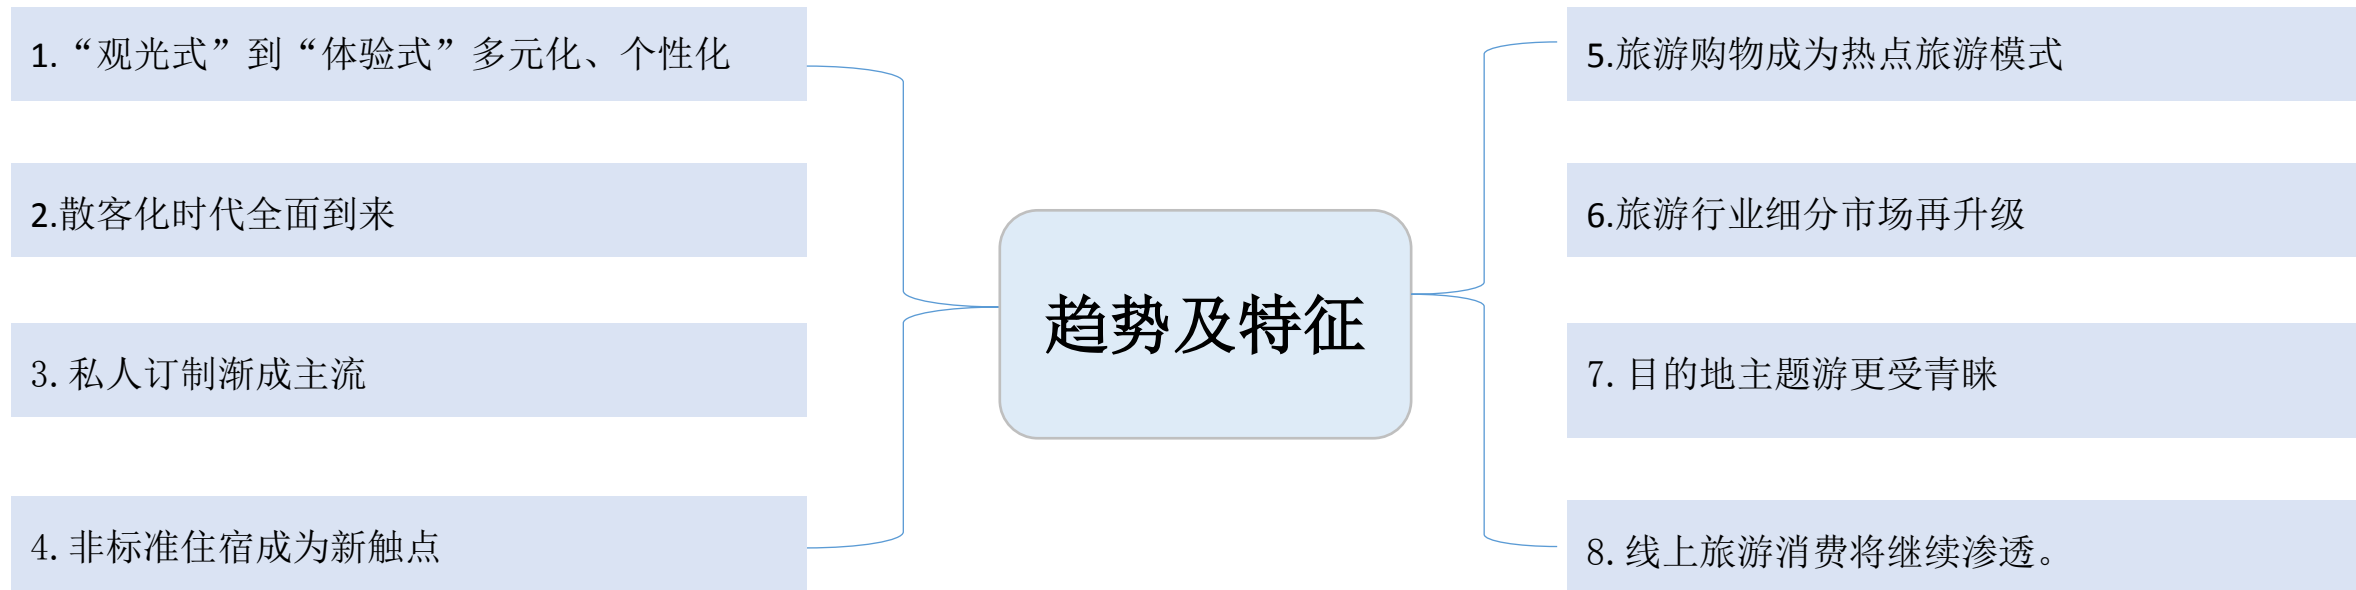 1.“观光式”到“体验式”多元化、个性化
2.散客化时代全面到来
3.私人订制渐成主流
4.非标准住宿成为新触点
趋势及特征
5.旅游购物成为热点旅游模式
6.旅游行业细分市场再升级
7.目的地主题游更受青睐
8.线上旅游消费将继续渗透。